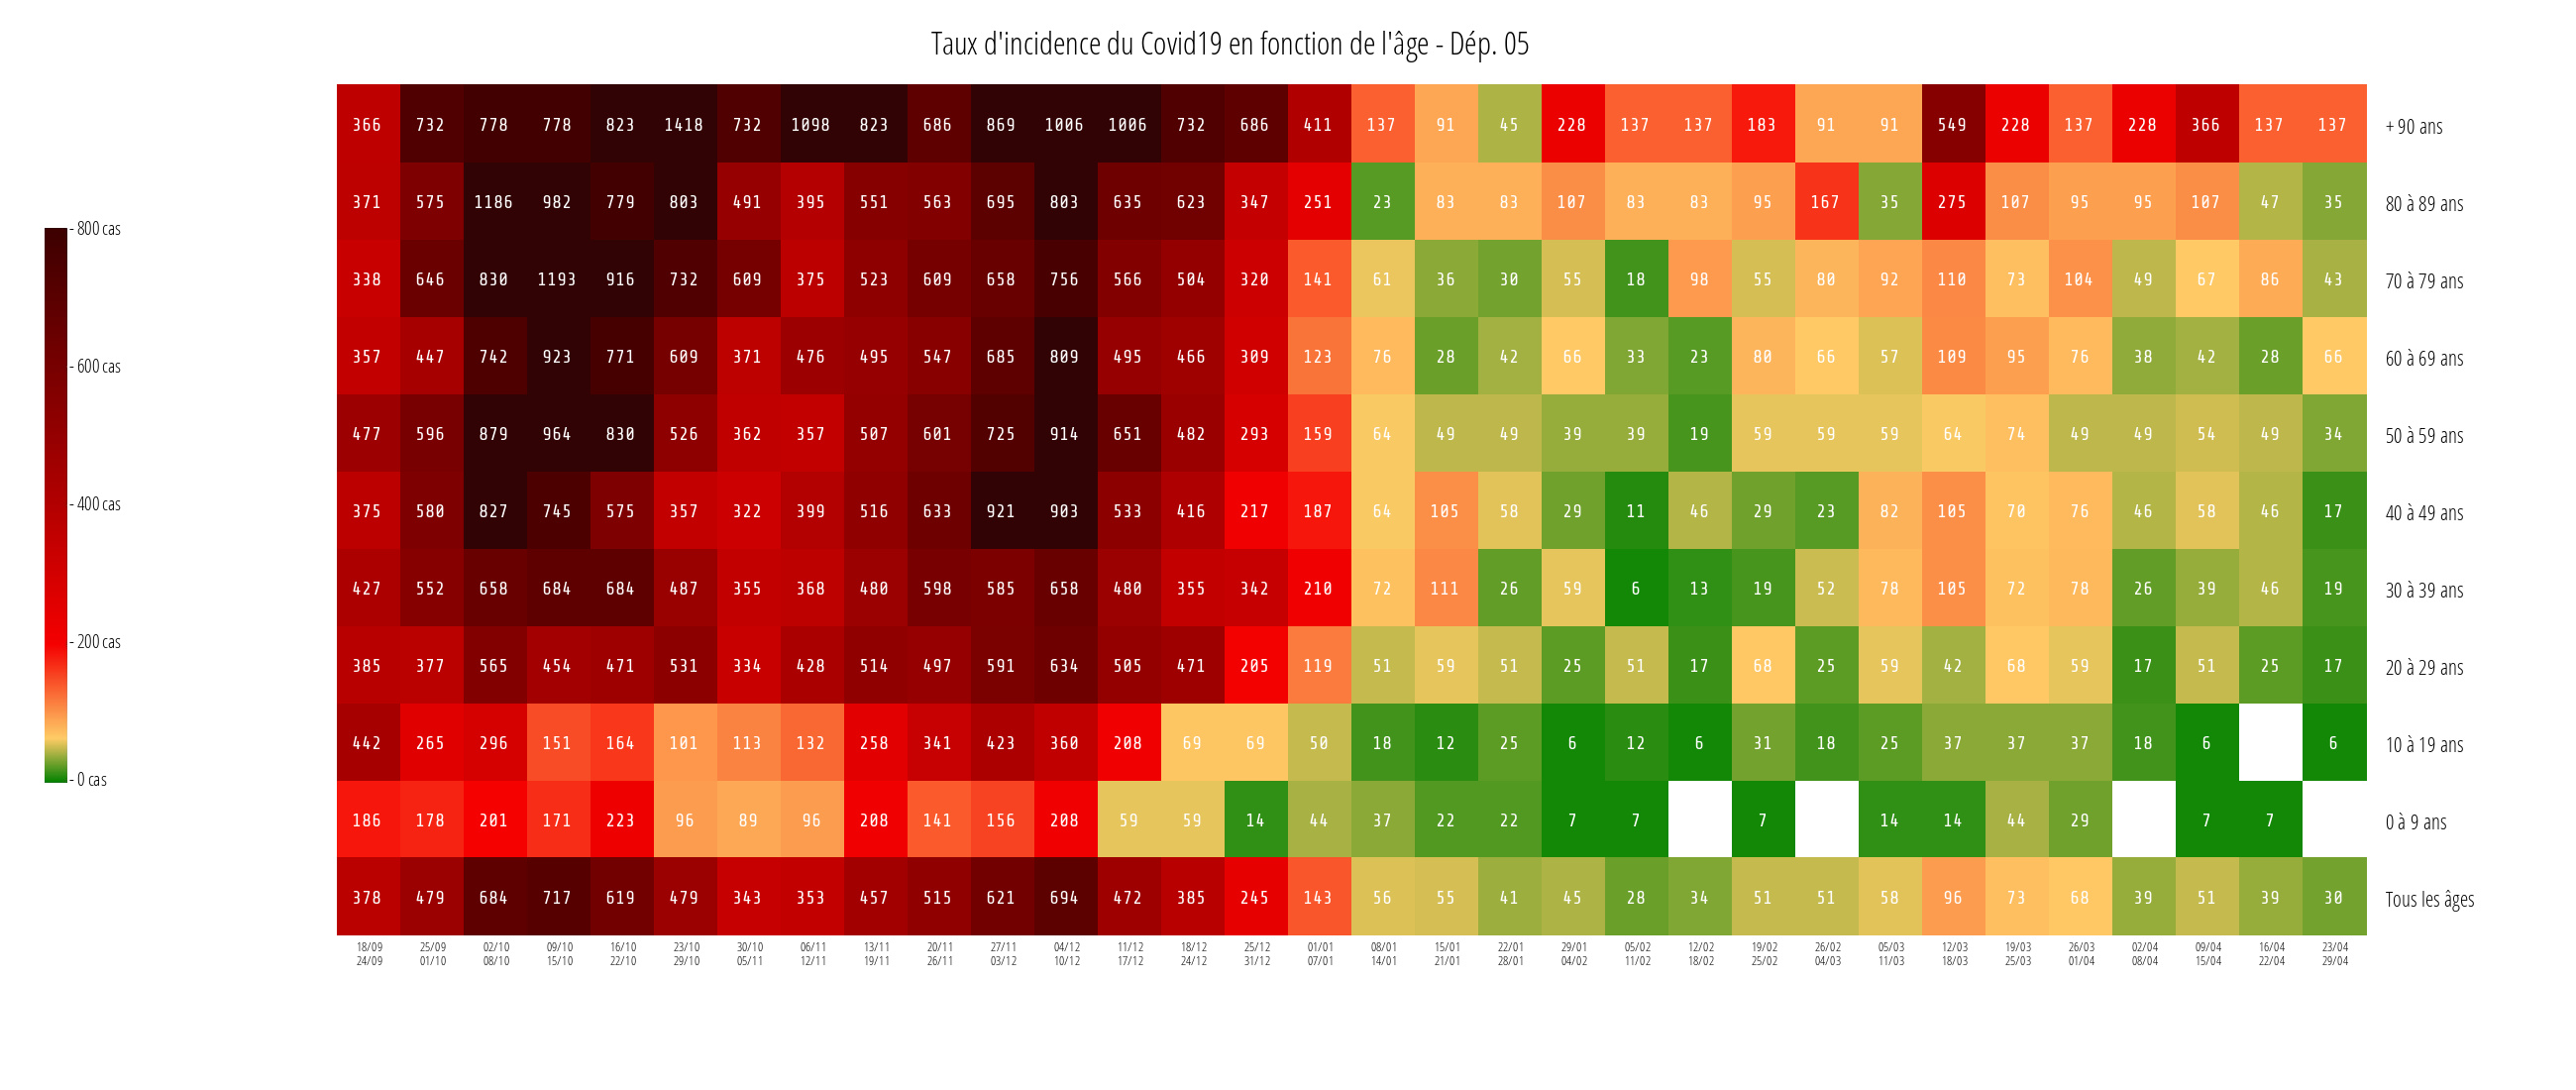 Taux d'incidence du Covid19 en fonction de l'âge - Dép. 05
- 800 cas
- 600 cas
- 400 cas
- 200 cas
- 0 cas
366 732 778 778 823 1418 732 1098 823 686 869 1006 1006 732 686 411 137 91 45 228 137 137 183 91 91 549 228 137 228 366 137 137 + 90 ans
371 575 1186 982 779 803 491 395 551 563 695 803 635 623 347 251 23 83 83 107 83 83 95 167 35 275 107 95 95 107 47 35 80 à 89 ans
338 646 830 1193 916 732 609 375 523 609 658 756 566 504 320 141 61 36 30 55 18 98 55 80 92 110 73 104 49 67 86 43 70 à 79 ans
357 447 742 923 771 609 371 476 495 547 685 809 495 466 309 123 76 28 42 66 33 23 80 66 57 109 95 76 38 42 28 66 60 à 69 ans
477 596 879 964 830 526 362 357 507 601 725 914 651 482 293 159 64 49 49 39 39 19 59 59 59 64 74 49 49 54 49 34 50 à 59 ans
375 580 827 745 575 357 322 399 516 633 921 903 533 416 217 187 64 105 58 29 11 46 29 23 82 105 70 76 46 58 46 17 40 à 49 ans
427 552 658 684 684 487 355 368 480 598 585 658 480 355 342 210 72 111 26 59 6 13 19 52 78 105 72 78 26 39 46 19 30 à 39 ans
385 377 565 454 471 531 334 428 514 497 591 634 505 471 205 119 51 59 51 25 51 17 68 25 59 42 68 59 17 51 25 17 20 à 29 ans
442 265 296 151 164 101 113 132 258 341 423 360 208 69 69 50 18 12 25 6 12 6 31 18 25 37 37 37 18 6 6 10 à 19 ans
186 178 201 171 223 96 89 96 208 141 156 208 59 59 14 44 37 22 22 7 7 7 14 14 44 29 7 7 0 à 9 ans
378 479 684 717 619 479 343 353 457 515 621 694 472 385 245 143 56 55 41 45 28 34 51 51 58 96 73 68 39 51 39 30 Tous les âges
18/09 25/09 02/10 09/10 16/10 23/10 30/10 06/11 13/11 20/11 27/11 04/12 11/12 18/12 25/12 01/01 08/01 15/01 22/01 29/01 05/02 12/02 19/02 26/02 05/03 12/03 19/03 26/03 02/04 09/04 16/04 23/04
24/09 01/10 08/10 15/10 22/10 29/10 05/11 12/11 19/11 26/11 03/12 10/12 17/12 24/12 31/12 07/01 14/01 21/01 28/01 04/02 11/02 18/02 25/02 04/03 11/03 18/03 25/03 01/04 08/04 15/04 22/04 29/04